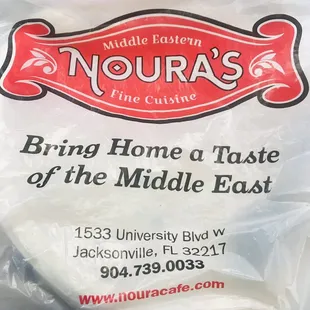 Middle Eastern
NOURA'S
Fine Cuisine
Bring Home a Taste
of the Middle East
1533 University Blvd W
Jacksonville, FL 32217
904.739.0033
www.nouracafe.com